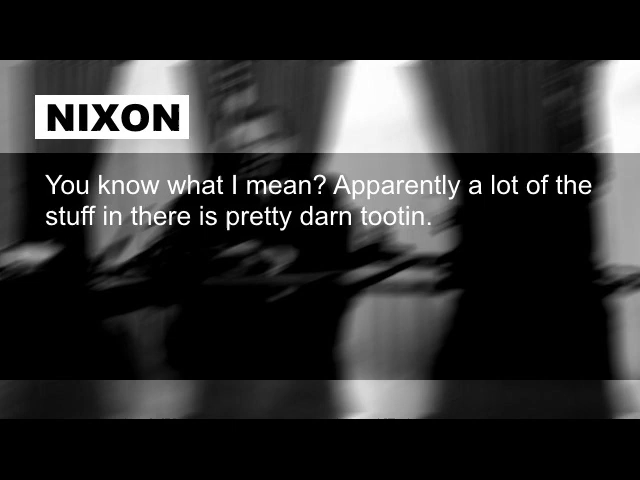 NIXON
You know what I mean? Apparently a lot of the
stuff in there is pretty darn tootin.